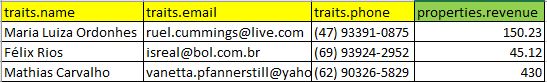 traits.name traits.email traits.phone properties.revenue
Maria Luiza Ordonhes ruel.cummings@live.com (47) 93391-0875 150.23
Félix Rios isreal@bol.com.br (69) 93924-2952 45.12
Mathias Carvalho vanetta.pfannerstill@yaho (62) 90326-5829 430